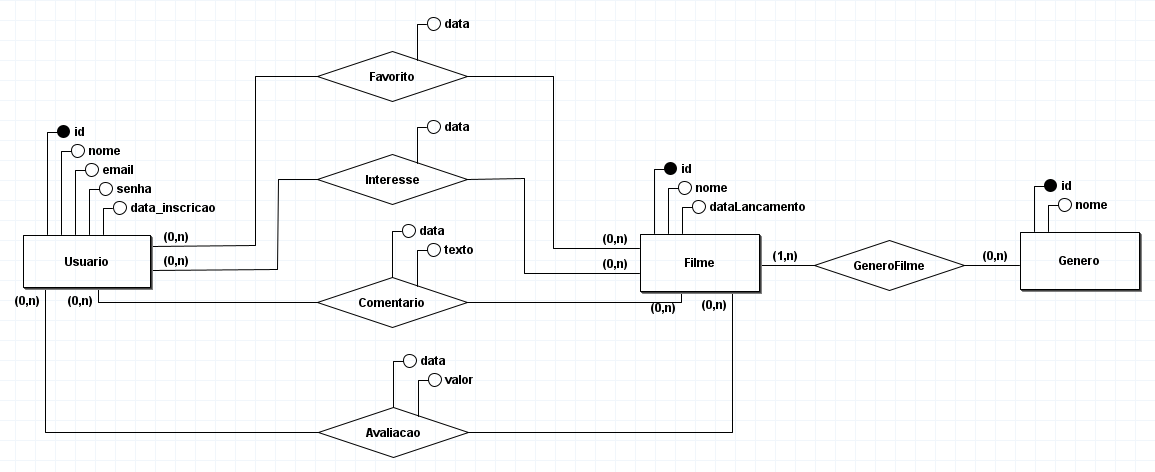 data
Favorito
data
Interesse
id
nome
email
senha
data_inscricao
Usuario
(0,n)
(0,n)
(0,n)
(0,n)
data
texto
Comentario
data
valor
Avaliacao
id
nome
dataLancamento
Filme
(0,n)
(0,n)
(0,n)
(0,n)
(1,n)
GeneroFilme
(0,n)
id
nome
Genero